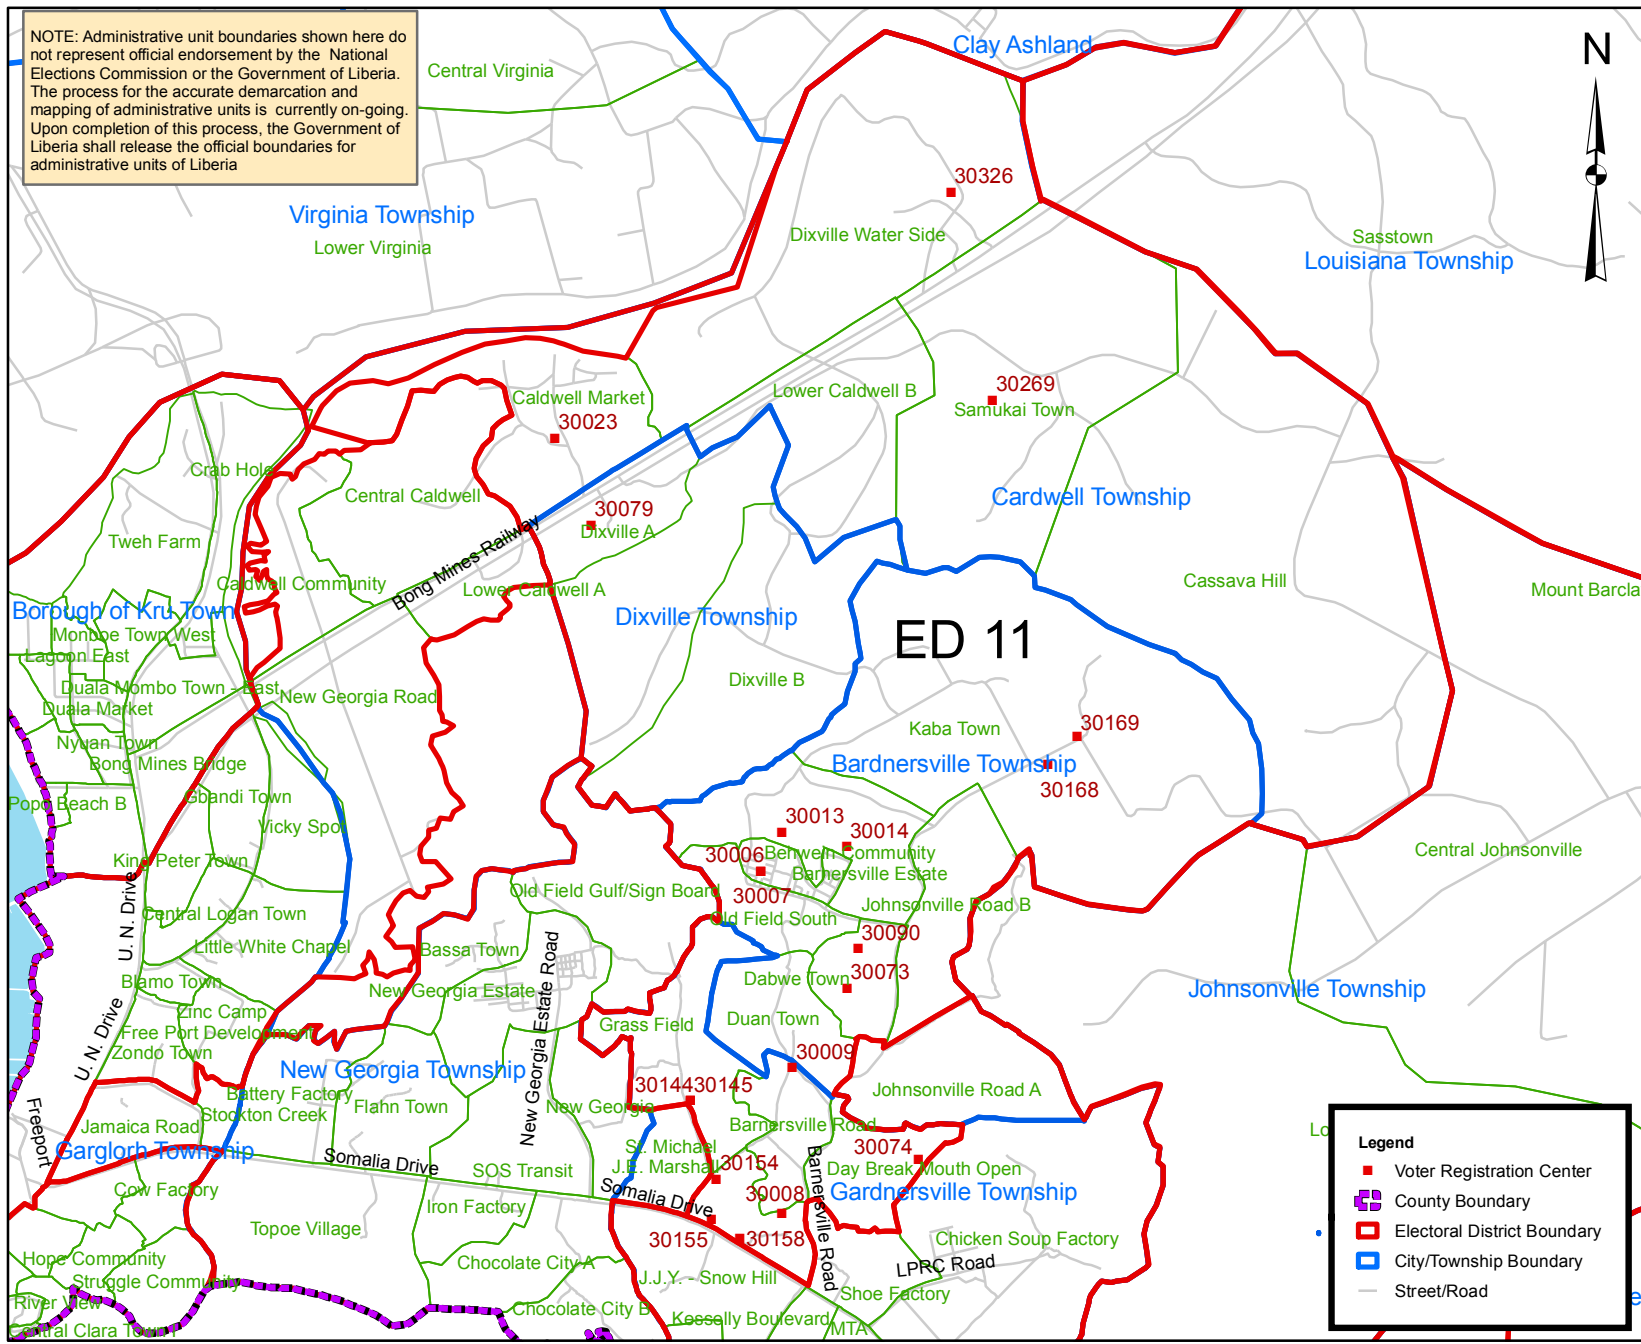 NOTE: Administrative unit boundaries shown here do
not represent official endorsement by the National
Elections Commission or the Government of Liberia.
The process for the accurate demarcation and
mapping of administrative units is currently on-going.
Upon completion of this process, the Government of
Liberia shall release the official boundaries for
administrative units of Liberia
Clay Ashland
N
Central Virginia
30326
Virginia Township
Lower Virginia
Dixville Water Side
Sasstown
Louisiana Township
30269
Samukai Town
Lower Caldwell B
Caldwell Market
30023
Crab Hole
Central Caldwell
Cardwell Township
30079
Dixville A
Tweh Farm
Bong Mines Railway
Caldwell Community
Lower Caldwell A
Cassava Hill
Mount Barcla
Borough of Kru Town
Dixville Township
ED 11
Monboe Town West
Lagoon East
Duala Mombo Town - East
New Georgia Road
Dixville B
Duala Market
Kaba Town
30169
Nyuan Town
Bong Mines Bridge
Bardnersville Township
30168
Popo Beach B
Gbandi Town
Vicky Spot
30013
30014
30006
Benwein Community
Central Johnsonville
King Peter Town
Barnersville Estate
Old Field Gulf/Sign Board
30007
Johnsonville Road B
U. N. Drive
Central Logan Town
Old Field South
30090
Little White Chapel
Bassa Town
Blamo Town
30073
Dabwe Town
New Georgia Estate
Johnsonville Township
New Georgia Estate Road
Zinc Camp
Grass Field
Duan Town
U. N. Drive
Free Port Development
Zondo Town
30009
New Georgia Township
3014430145
Battery Factory
Johnsonville Road A
Stockton Creek
Flahn Town
New Georgia
Freeport
Jamaica Road
Barnersville Road
Lo
Garglorh Township
St. Michael
30074
Somalia Drive
SOS Transit
J.E. Marshall
30154
Day Break Mouth Open
Cow Factory
Somalia Drive
30008
Barnersville Road
Gardnersville Township
Iron Factory
Topoe Village
30155
30158
Chicken Soup Factory
Hope Community
Chocolate City A
LPRC Road
Struggle Community
J.J.Y. - Snow Hill
Shoe Factory
River View
Chocolate City B
Kesselly Boulevard
MTA
Central Clara Town
Legend
Voter Registration Center
County Boundary
Electoral District Boundary
City/Township Boundary
Street/Road
e